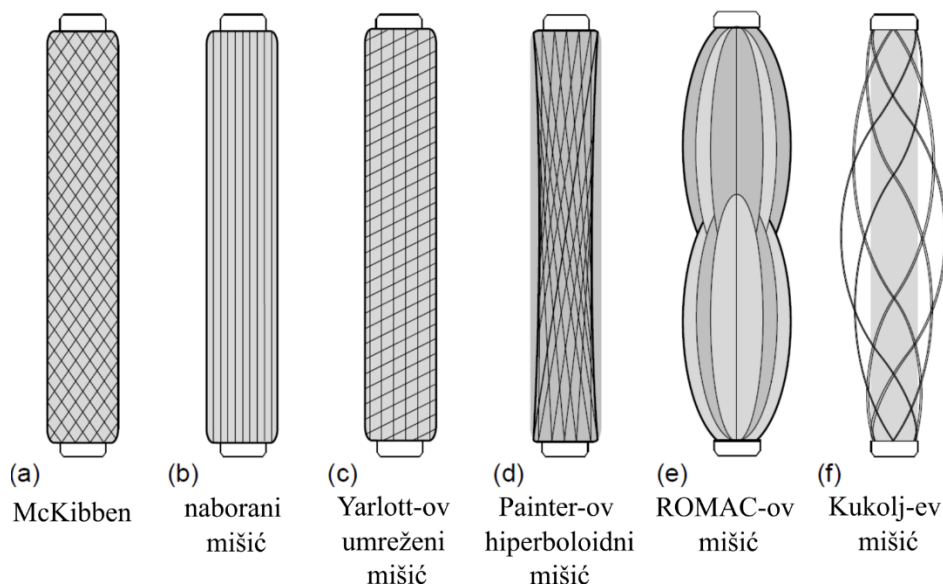 (a)
McKibben
(b)
naborani
mišić
(c)
Yarlott-ov
umreženi
mišić
(d)
Painter-ov
hiperboloidni
mišić
(e)
ROMAC-ov
mišić
(f)
Kukolj-ev
mišić